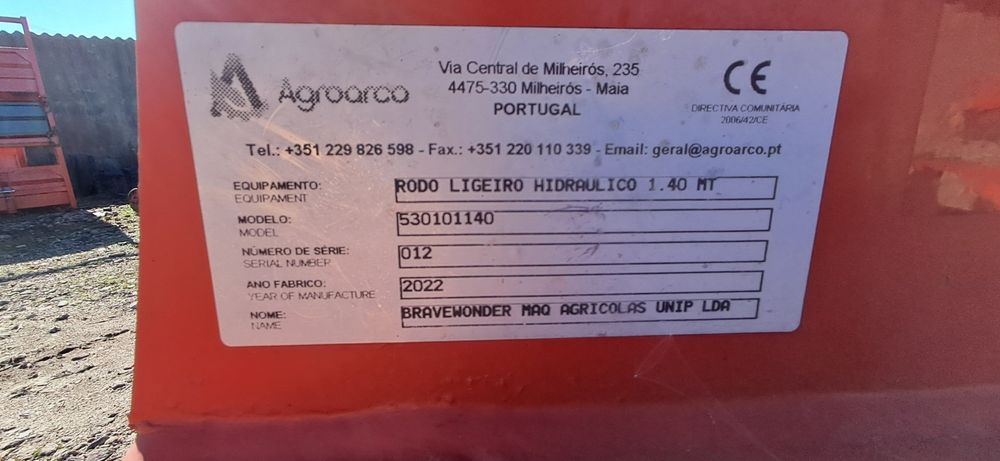 Agroarco
Via Central de Milheirós, 235
4475-330 Milheirós - Maia
PORTUGAL
CE
DIRECTIVA COMUNITÁRIA
2006/42/CE
Tel.: +351 229 826 598 - Fax.: +351 220 110 339 - Email: geral@agroarco.pt
EQUIPAMENTO: RODO LIGEIRO HIDRAULICO 1.40 MT
EQUIPAMENT
MODELO: 530101140
MODEL
NÚMERO DE SÉRIE: 012
SERIAL NUMBER
ANO FABRICO: 2022
YEAR OF MANUFACTURE
NOME: BRAVEWONDER MAQ AGRICOLAS UNIP LDA
NAME